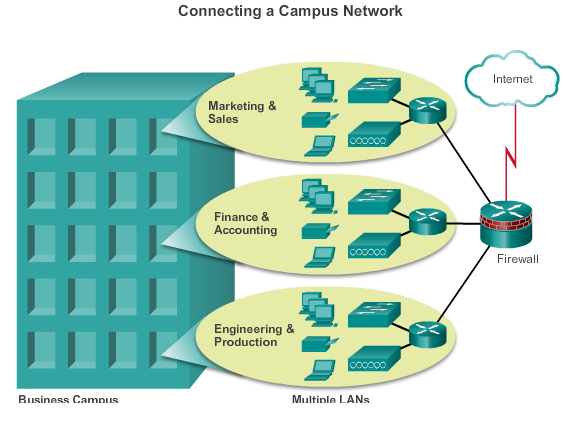 Connecting a Campus Network
Internet
Marketing &
Sales
Finance &
Accounting
Firewall
Engineering &
Production
Business Campus
Multiple LANs